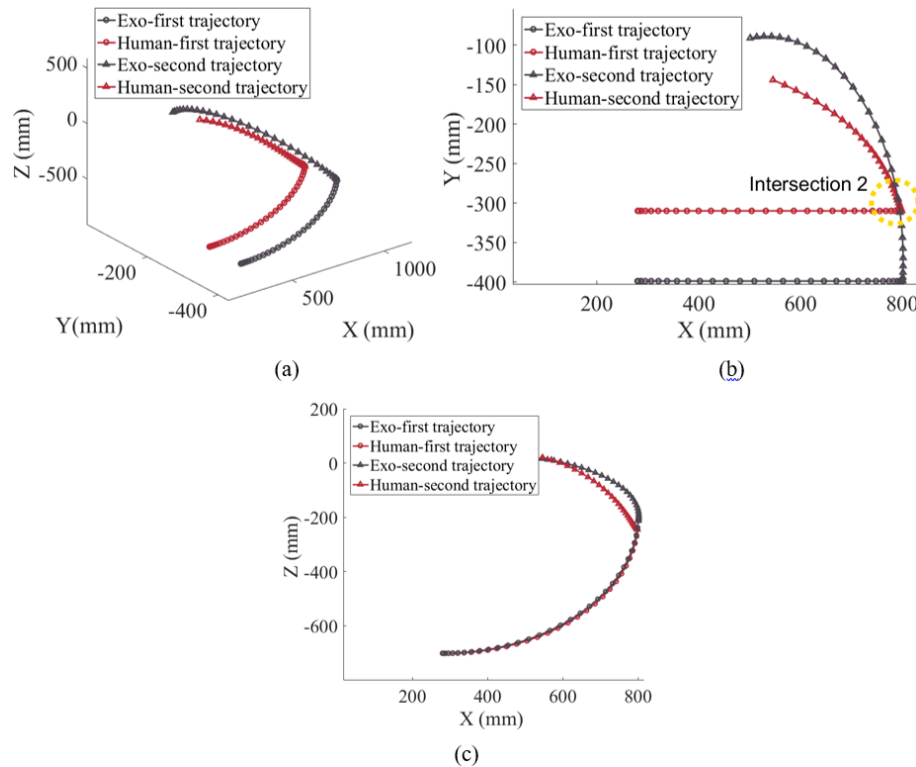 (a)
Exo-first trajectory
Human-first trajectory
Exo-second trajectory
Human-second trajectory
500
0
-500
Z (mm)
-200
-400
Y(mm)
500
1000
X (mm)
(a)
Exo-first trajectory
Human-first trajectory
Exo-second trajectory
Human-second trajectory
-100
-150
-200
-250
-300
-350
-400
Y (mm)
Intersection 2
200
400
600
800
X (mm)
(b)
Exo-first trajectory
Human-first trajectory
Exo-second trajectory
Human-second trajectory
200
0
-200
-400
-600
Z (mm)
200
400
600
800
X (mm)
(c)